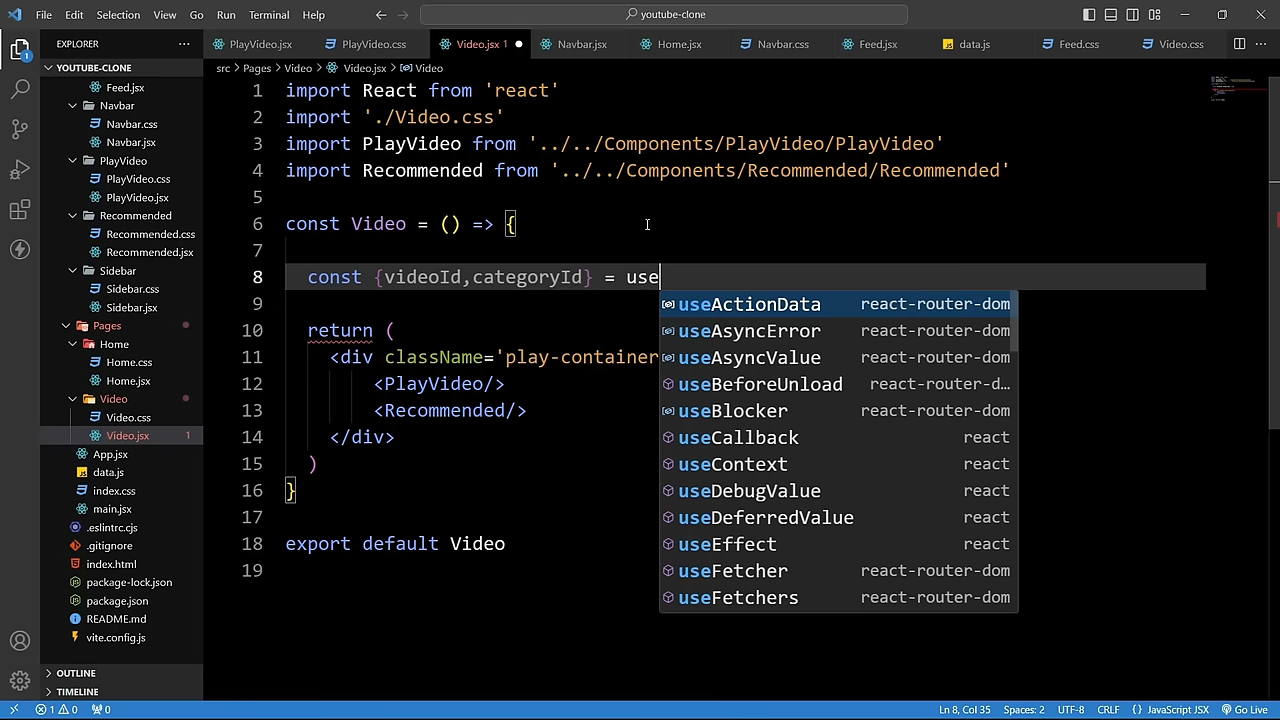 File Edit Selection View Go Run Terminal Help youtube-clone
EXPLORER
PlayVideo.jsx PlayVideo.css Video.jsx 1 Navbar.jsx Home.jsx Navbar.css Feed.jsx data.js Feed.css Video.css
YOUTUBE-CLONE
src > Pages > Video > Video.jsx > Video
Feed.jsx
Navbar
Navbar.css
Navbar.jsx
PlayVideo
PlayVideo.css
PlayVideo.jsx
Recommended
Recommended.css
Recommended.jsx
Sidebar
Sidebar.css
Sidebar.jsx
Pages
Home
Home.css
Home.jsx
Video
Video.css
Video.jsx 1
App.jsx
data.js
index.css
main.jsx
.eslintrc.cjs
.gitignore
index.html
package-lock.json
package.json
README.md
vite.config.js
OUTLINE
TIMELINE
1 import React from 'react'
2 import './Video.css'
3 import PlayVideo from '../../Components/PlayVideo/PlayVideo'
4 import Recommended from '../../Components/Recommended/Recommended'
5
6 const Video = () => {
7
8 const {videoId,categoryId} = use
9
10 return (
11 <div className='play-container
12 <PlayVideo/>
13 <Recommended/>
14 </div>
15 )
16 }
17
18 export default Video
19
useActionData react-router-dom
useAsyncError react-router-dom
useAsyncValue react-router-dom
useBeforeUnload react-router-d…
useBlocker react-router-dom
useCallback react
useContext react
useDebugValue react
useDeferredValue react
useEffect react
useFetcher react-router-dom
useFetchers react-router-dom
1 0 0 Ln 8, Col 35 Spaces: 2 UTF-8 CRLF {} JavaScript JSX Go Live